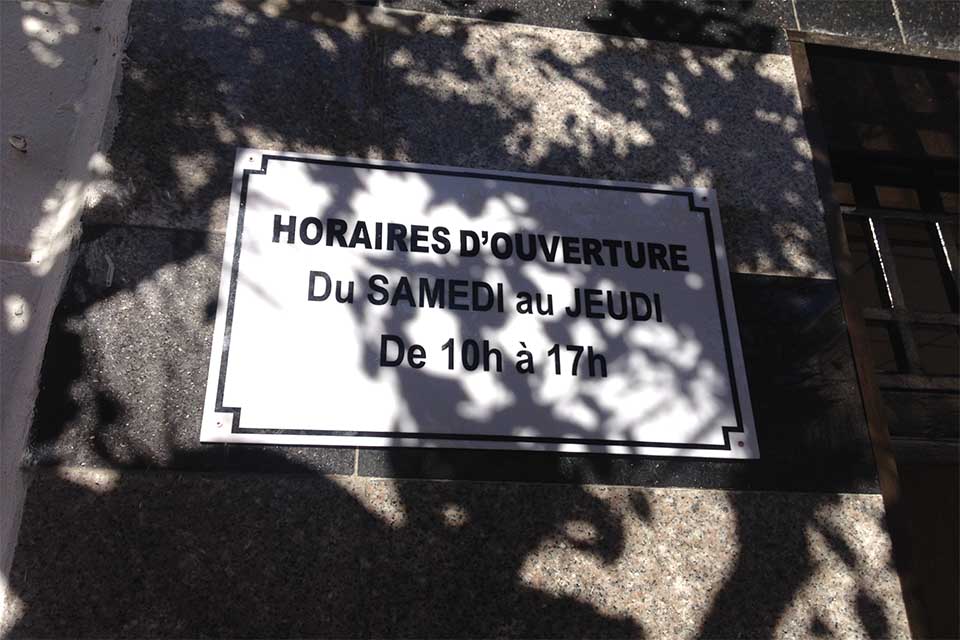 HORAIRES D'OUVERTURE
Du SAMEDI au JEUDI
De 10h à 17h